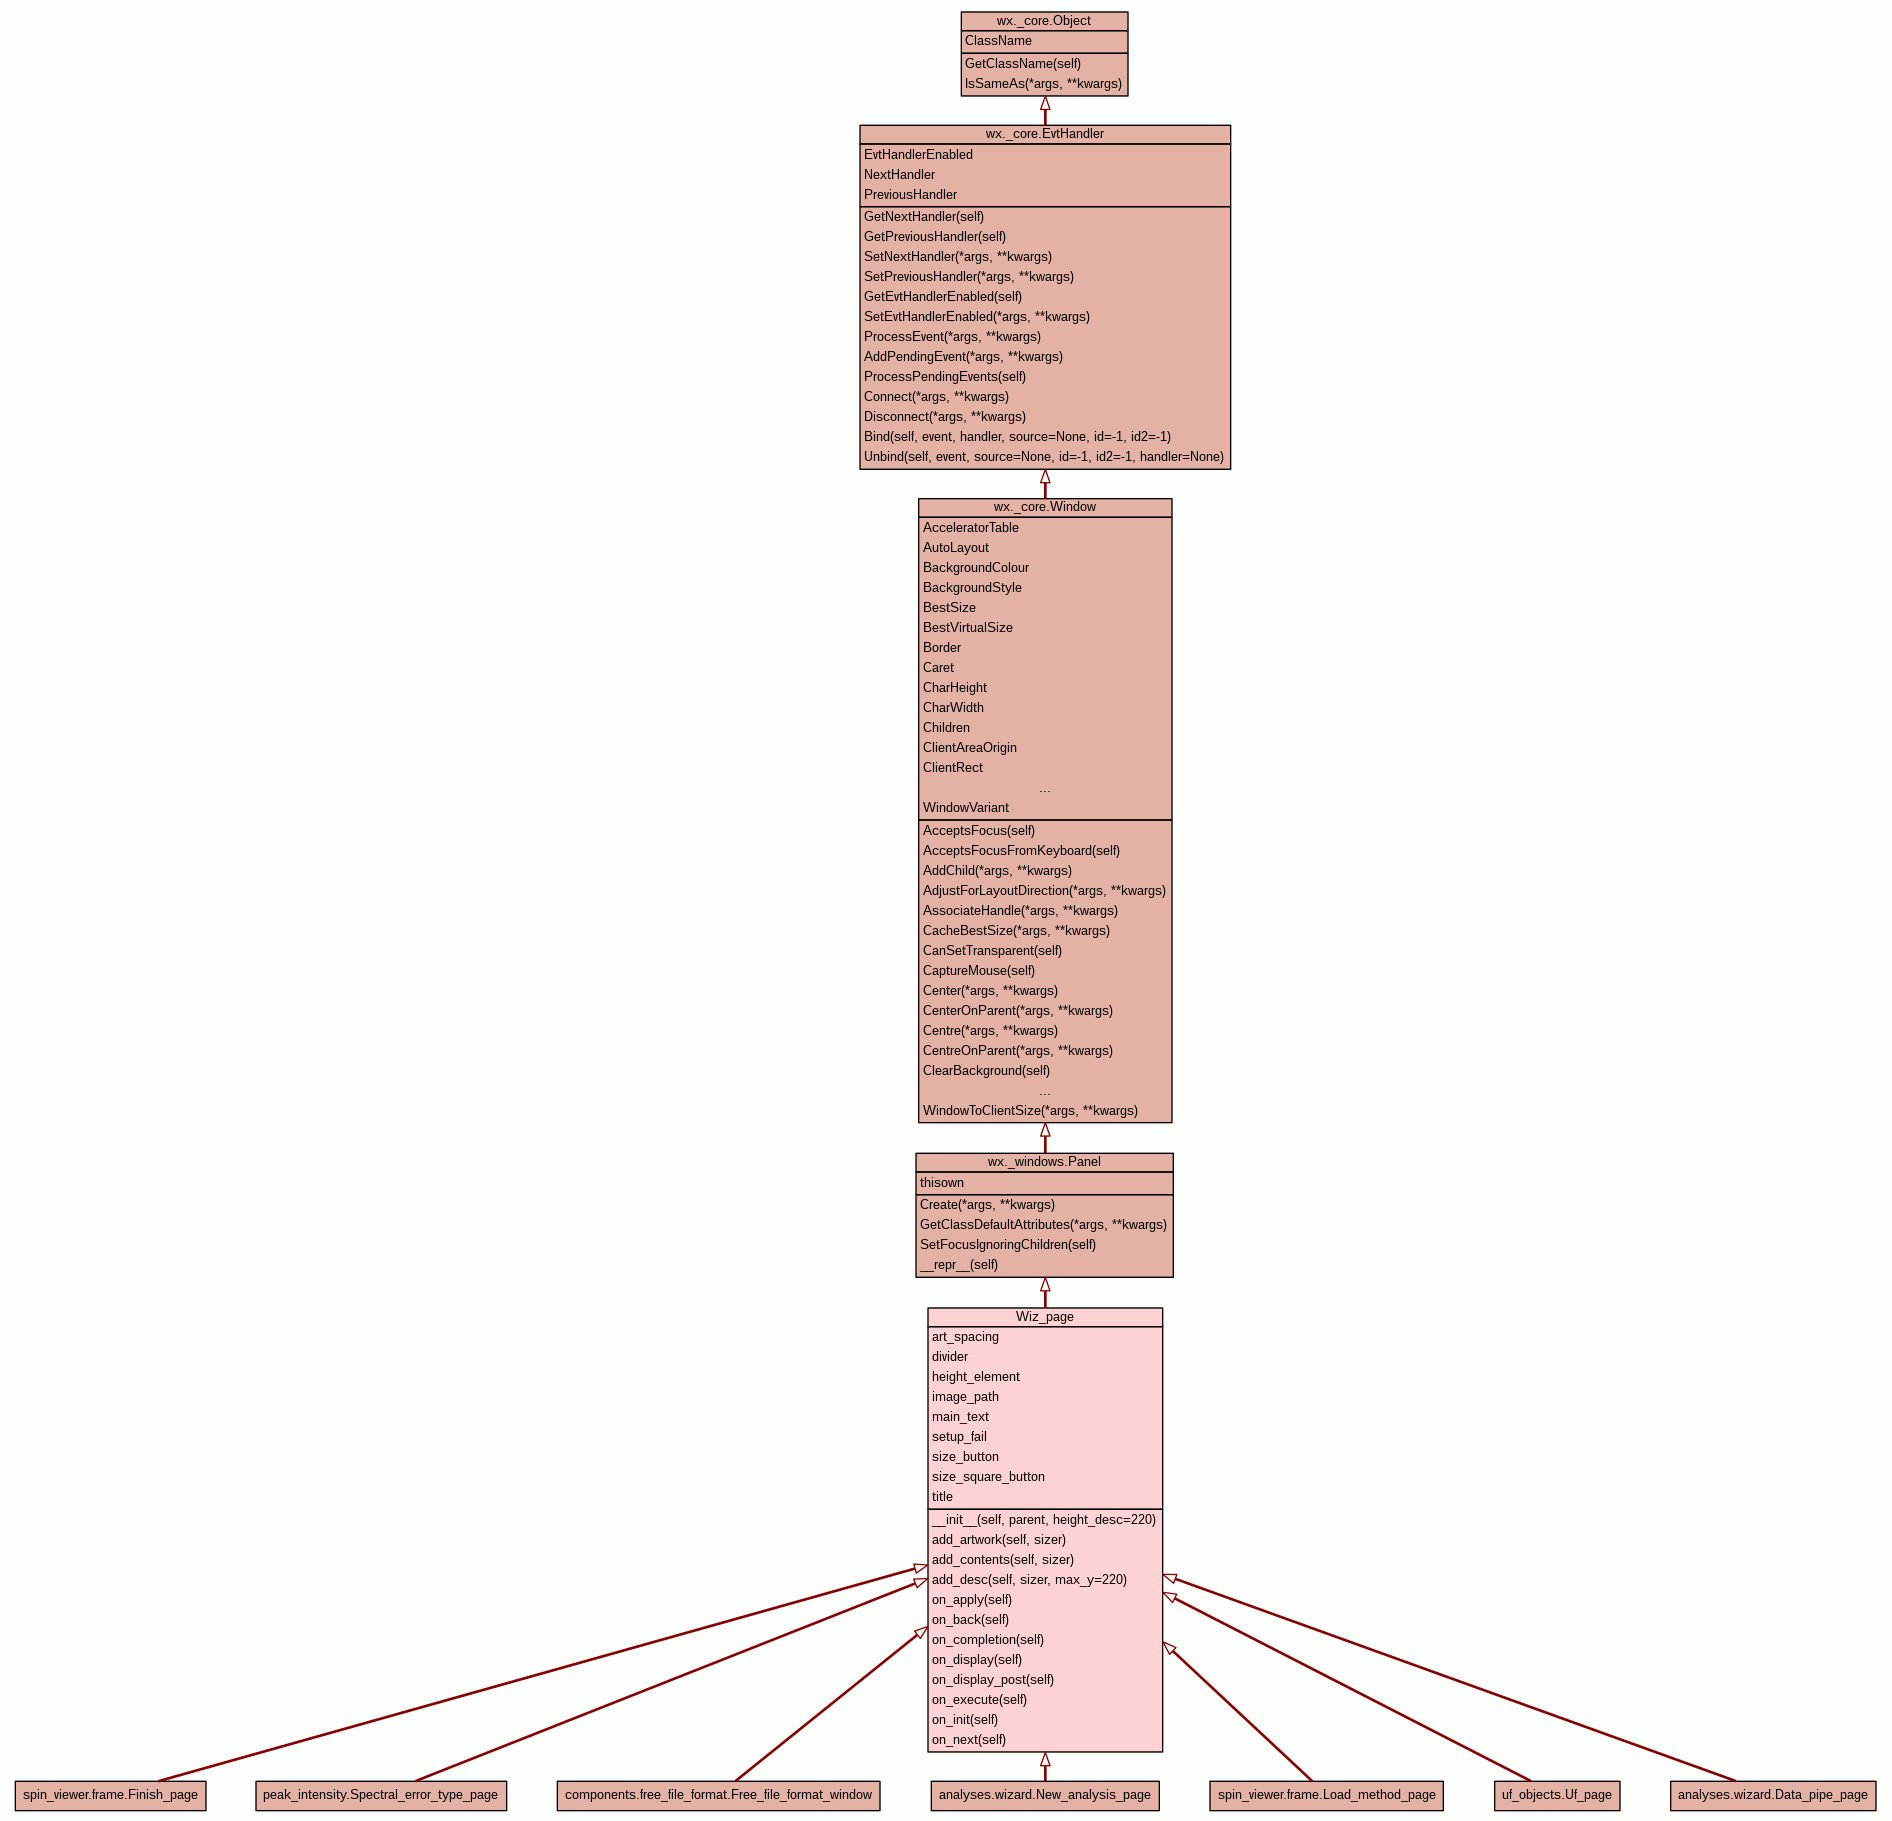 wx._core.Object
ClassName
GetClassName(self)
IsSameAs(*args, **kwargs)
wx._core.EvtHandler
EvtHandlerEnabled
NextHandler
PreviousHandler
GetNextHandler(self)
GetPreviousHandler(self)
SetNextHandler(*args, **kwargs)
SetPreviousHandler(*args, **kwargs)
GetEvtHandlerEnabled(self)
SetEvtHandlerEnabled(*args, **kwargs)
ProcessEvent(*args, **kwargs)
AddPendingEvent(*args, **kwargs)
ProcessPendingEvents(self)
Connect(*args, **kwargs)
Disconnect(*args, **kwargs)
Bind(self, event, handler, source=None, id=-1, id2=-1)
Unbind(self, event, source=None, id=-1, id2=-1, handler=None)
wx._core.Window
AcceleratorTable
AutoLayout
BackgroundColour
BackgroundStyle
BestSize
BestVirtualSize
Border
Caret
CharHeight
CharWidth
Children
ClientAreaOrigin
ClientRect
...
WindowVariant
AcceptsFocus(self)
AcceptsFocusFromKeyboard(self)
AddChild(*args, **kwargs)
AdjustForLayoutDirection(*args, **kwargs)
AssociateHandle(*args, **kwargs)
CacheBestSize(*args, **kwargs)
CanSetTransparent(self)
CaptureMouse(self)
Center(*args, **kwargs)
CenterOnParent(*args, **kwargs)
Centre(*args, **kwargs)
CentreOnParent(*args, **kwargs)
ClearBackground(self)
...
WindowToClientSize(*args, **kwargs)
wx._windows.Panel
thisown
Create(*args, **kwargs)
GetClassDefaultAttributes(*args, **kwargs)
SetFocusIgnoringChildren(self)
__repr__(self)
Wiz_page
art_spacing
divider
height_element
image_path
main_text
setup_fail
size_button
size_square_button
title
__init__(self, parent, height_desc=220)
add_artwork(self, sizer)
add_contents(self, sizer)
add_desc(self, sizer, max_y=220)
on_apply(self)
on_back(self)
on_completion(self)
on_display(self)
on_display_post(self)
on_execute(self)
on_init(self)
on_next(self)
spin_viewer.frame.Finish_page
peak_intensity.Spectral_error_type_page
components.free_file_format.Free_file_format_window
analyses.wizard.New_analysis_page
spin_viewer.frame.Load_method_page
uf_objects.Uf_page
analyses.wizard.Data_pipe_page